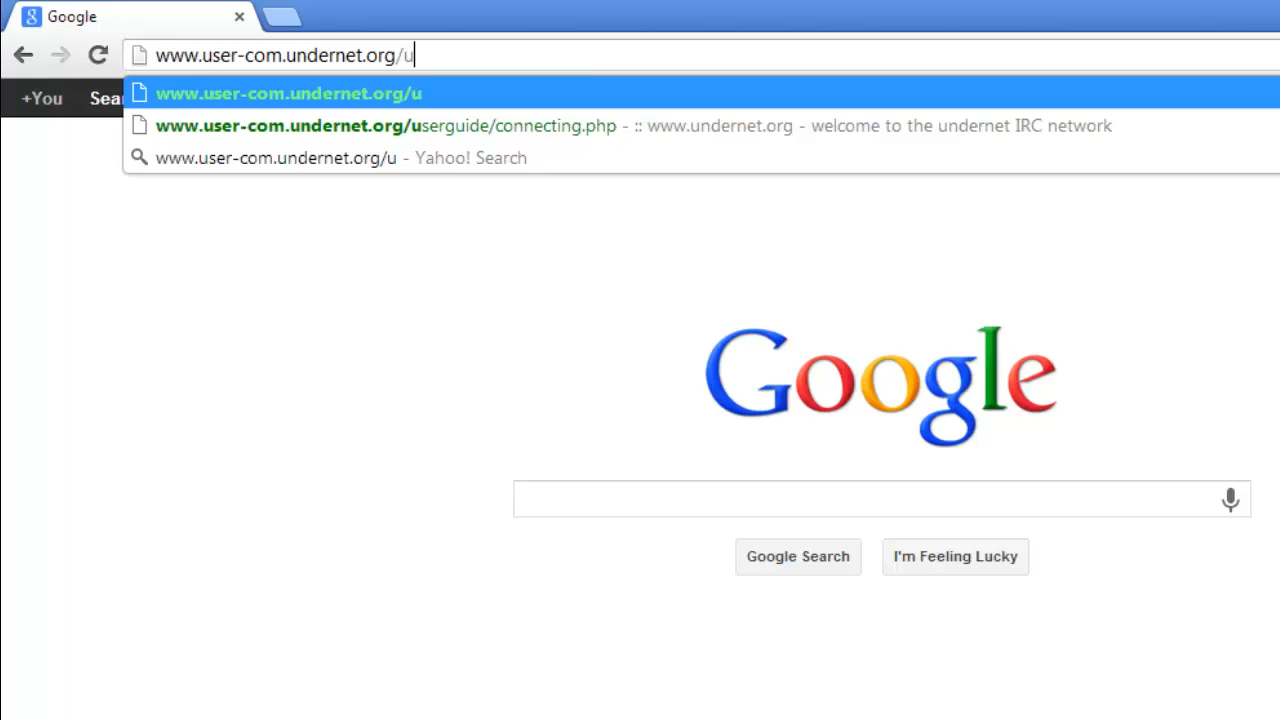 Google
www.user-com.undernet.org/u
+You Sea
www.user-com.undernet.org/u
www.user-com.undernet.org/userguide/connecting.php - :: www.undernet.org - welcome to the undernet IRC network
www.user-com.undernet.org/u - Yahoo! Search
Google
Google Search I'm Feeling Lucky